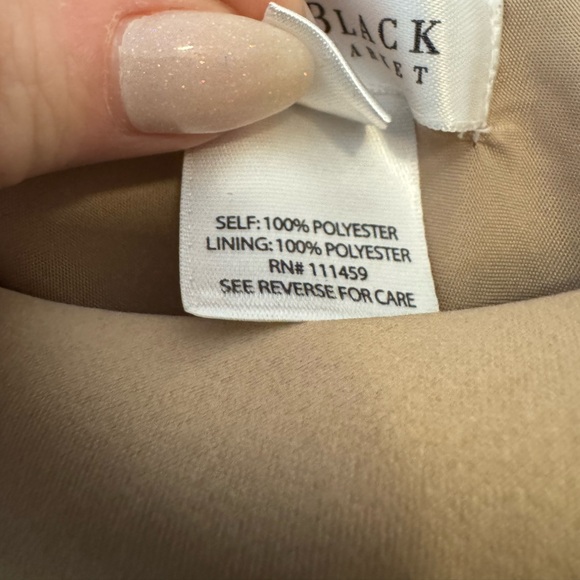 BLACK
SELF: 100% POLYESTER
LINING: 100% POLYESTER
RN# 111459
SEE REVERSE FOR CARE